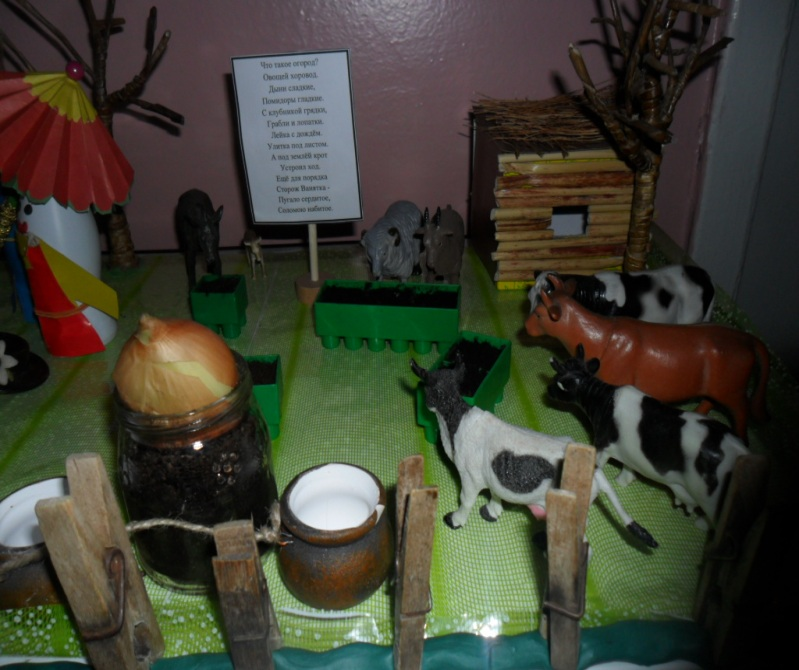 Что такое огород?
Овощей хоровод.
Дыни сладкие,
Помидоры гладкие.
С клубникой грядки,
Грабли и лопатки.
Лейка с дождём.
Улитка под листом.
А под землёй крот
Устроил ход.
Ещё для порядка
Сторож Ванятка -
Пугало сердитое,
Соломою набитое.